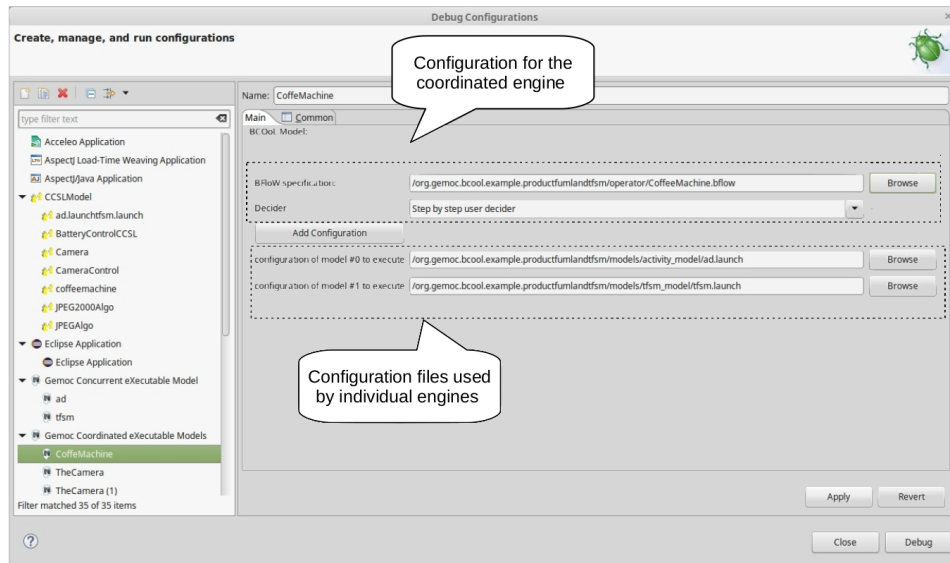 Debug Configurations
Create, manage, and run configurations
Configuration for the
coordinated engine
type filter text
Acceleo Application
AspectJ Load-Time Weaving Application
AspectJ/Java Application
CCSLModel
ad.launchtfsm.launch
BatteryControlCCSL
Camera
CameraControl
coffeemachine
JPEG2000Algo
JPEGAlgo
Eclipse Application
Eclipse Application
Gemoc Concurrent eXecutable Model
ad
tfsm
Gemoc Coordinated eXecutable Models
CoffeMachine
TheCamera
TheCamera (1)
Filter matched 35 of 35 items
Name: CoffeMachine
Main Common
BCOoL Model:
BFloW specification: /org.gemoc.bcool.example.productfumlandtfsm/operator/CoffeeMachine.bflow Browse
Decider Step by step user decider
Add Configuration
configuration of model #0 to execute /org.gemoc.bcool.example.productfumlandtfsm/models/activity_model/ad.launch Browse
configuration of model #1 to execute /org.gemoc.bcool.example.productfumlandtfsm/models/tfsm_model/tfsm.launch Browse
Configuration files used
by individual engines
Apply Revert
Close Debug